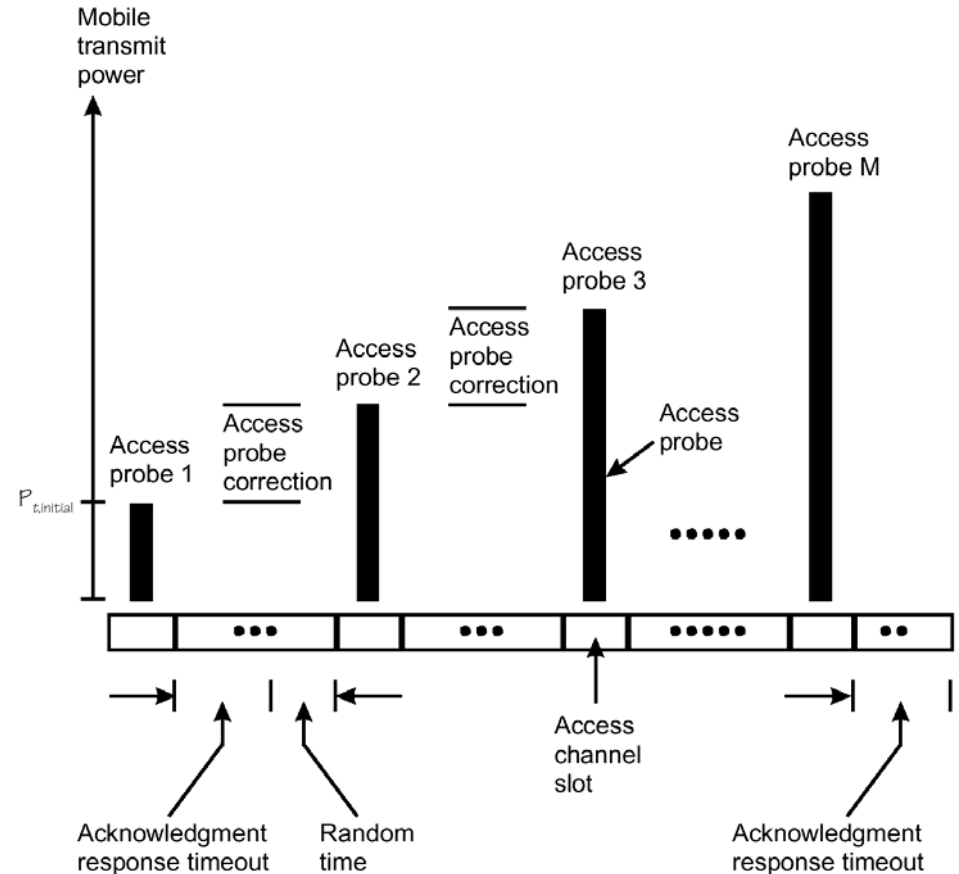 Mobile
transmit
power
Access
probe M
Access
probe 3
Access
probe
correction
Access
probe 2
Access
probe
Access
probe
correction
Access
probe 1
P t,initial
Access
channel
slot
Acknowledgment
response timeout
Random
time
Acknowledgment
response timeout